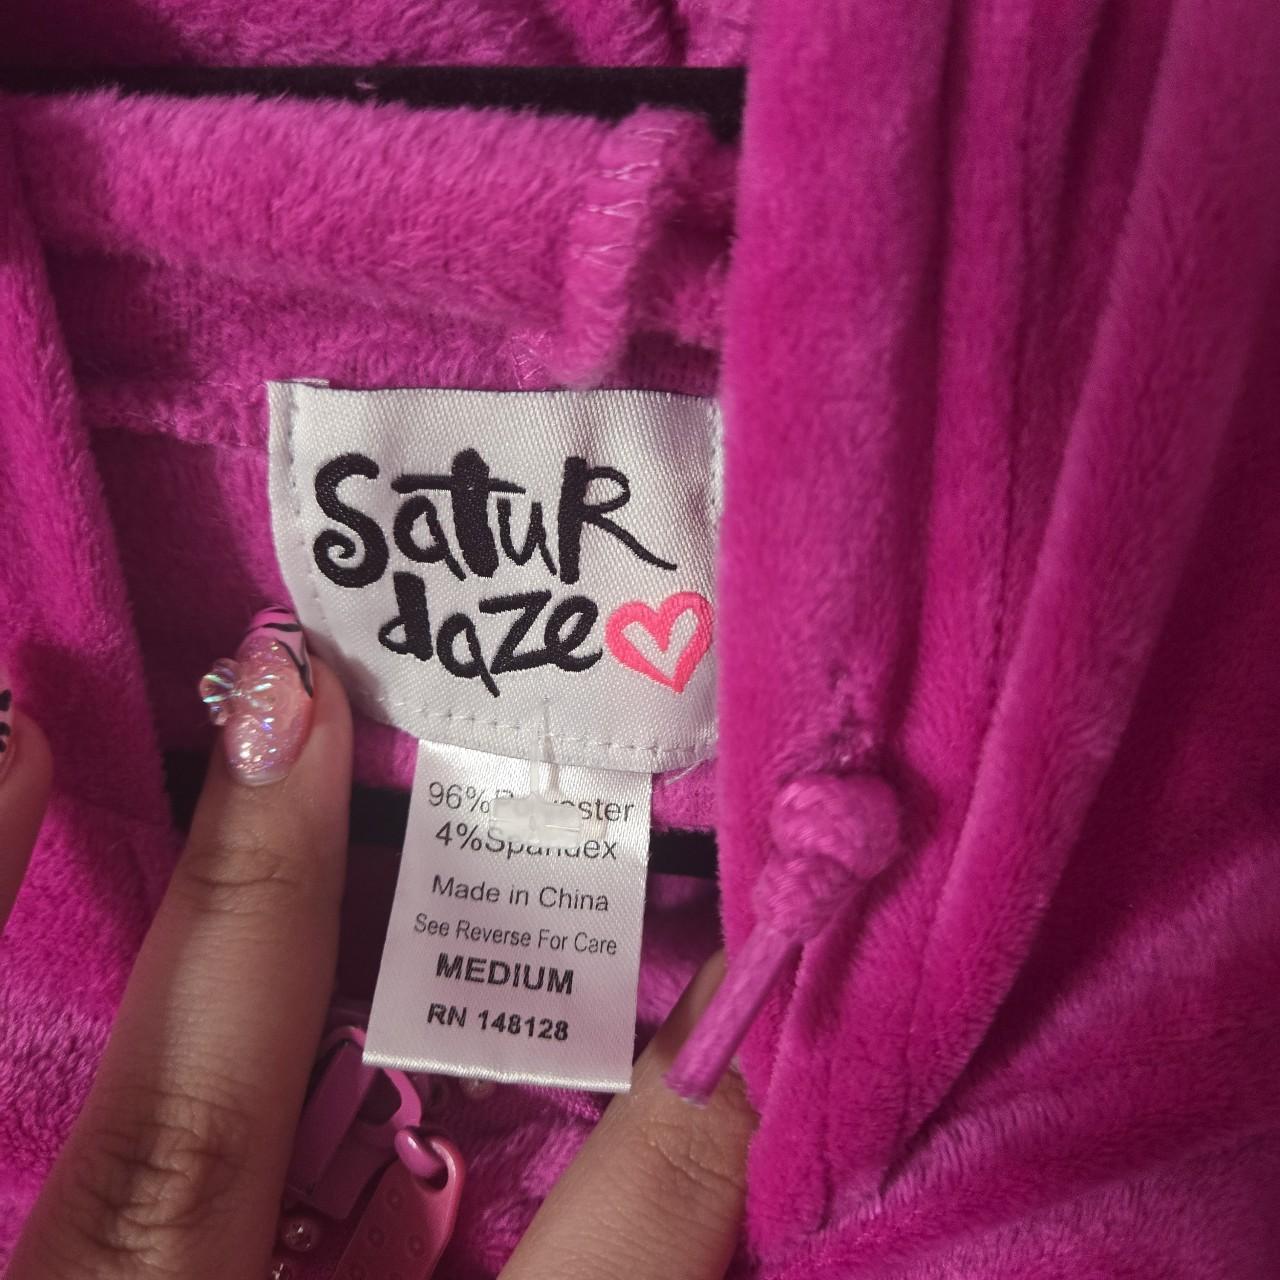 SatuR
daze
96%
4%Spandex
Made in China
See Reverse For Care
MEDIUM
RN 148128